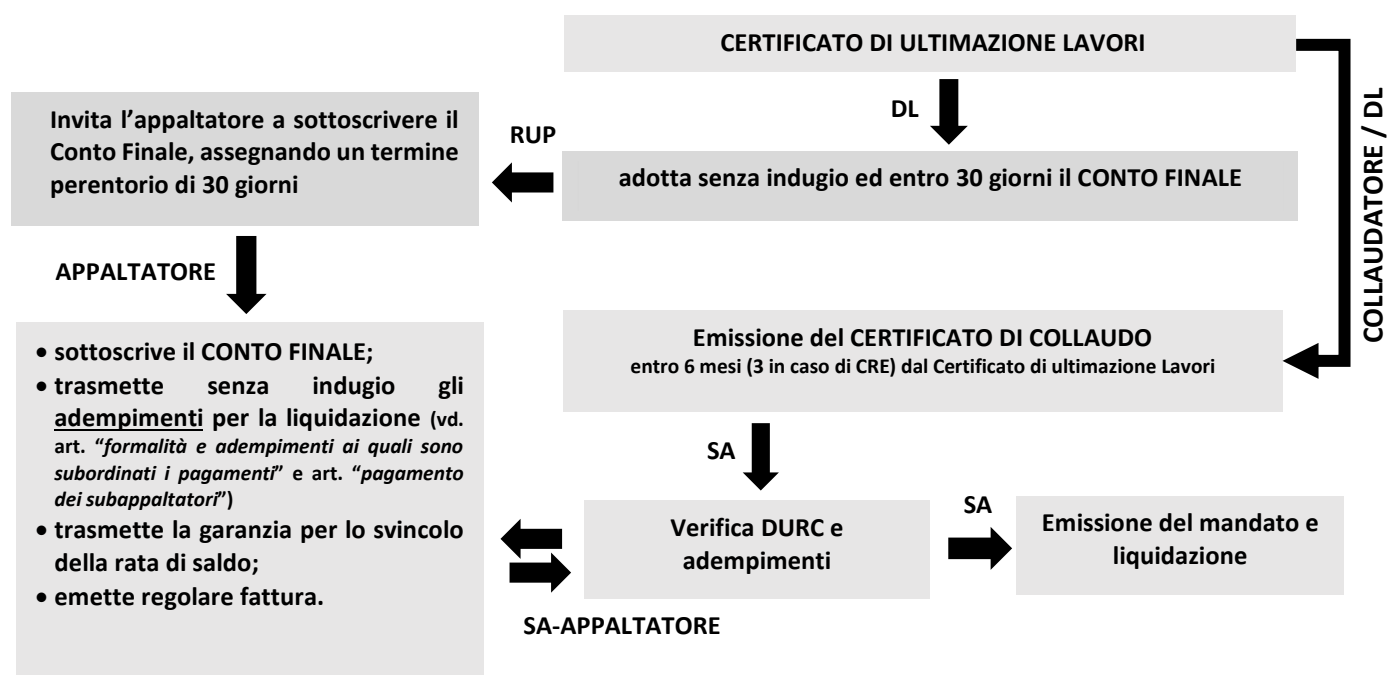 CERTIFICATO DI ULTIMAZIONE LAVORI
DL
COLLAUDATORE / DL
adotta senza indugio ed entro 30 giorni il CONTO FINALE
RUP
Invita l’appaltatore a sottoscrivere il
Conto Finale, assegnando un termine
perentorio di 30 giorni
APPALTATORE
• sottoscrive il CONTO FINALE;
• trasmette senza indugio gli
adempimenti per la liquidazione (vd.
art. “formalità e adempimenti ai quali sono
subordinati i pagamenti” e art. “pagamento
dei subappaltatori”)
• trasmette la garanzia per lo svincolo
della rata di saldo;
• emette regolare fattura.
Emissione del CERTIFICATO DI COLLAUDO
entro 6 mesi (3 in caso di CRE) dal Certificato di ultimazione Lavori
SA
Verifica DURC e
adempimenti
SA-APPALTATORE
SA
Emissione del mandato e
liquidazione